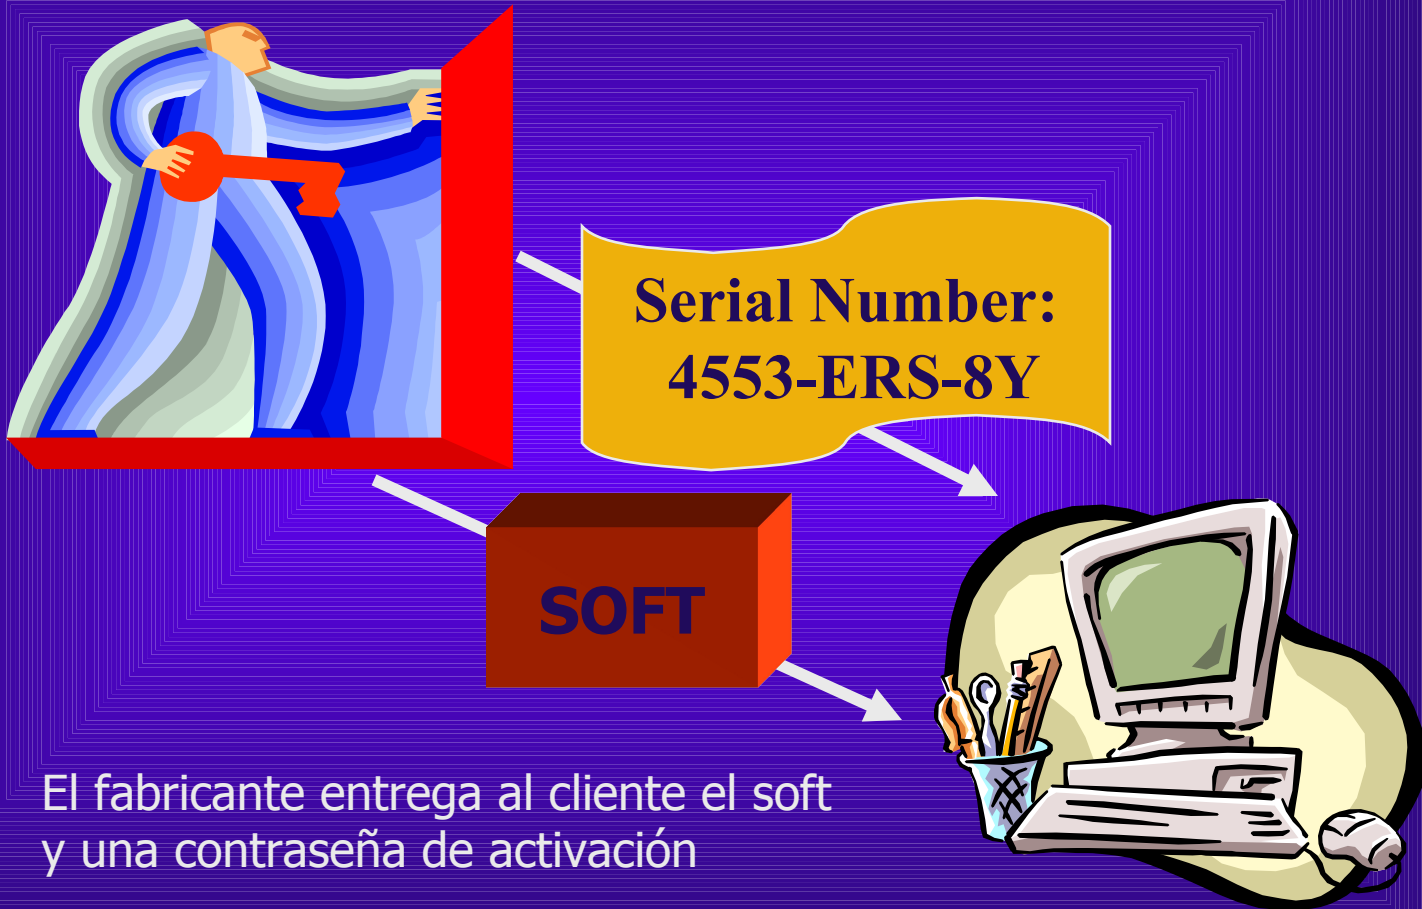 Serial Number:
4553-ERS-8Y
SOFT
El fabricante entrega al cliente el soft
y una contraseña de activación